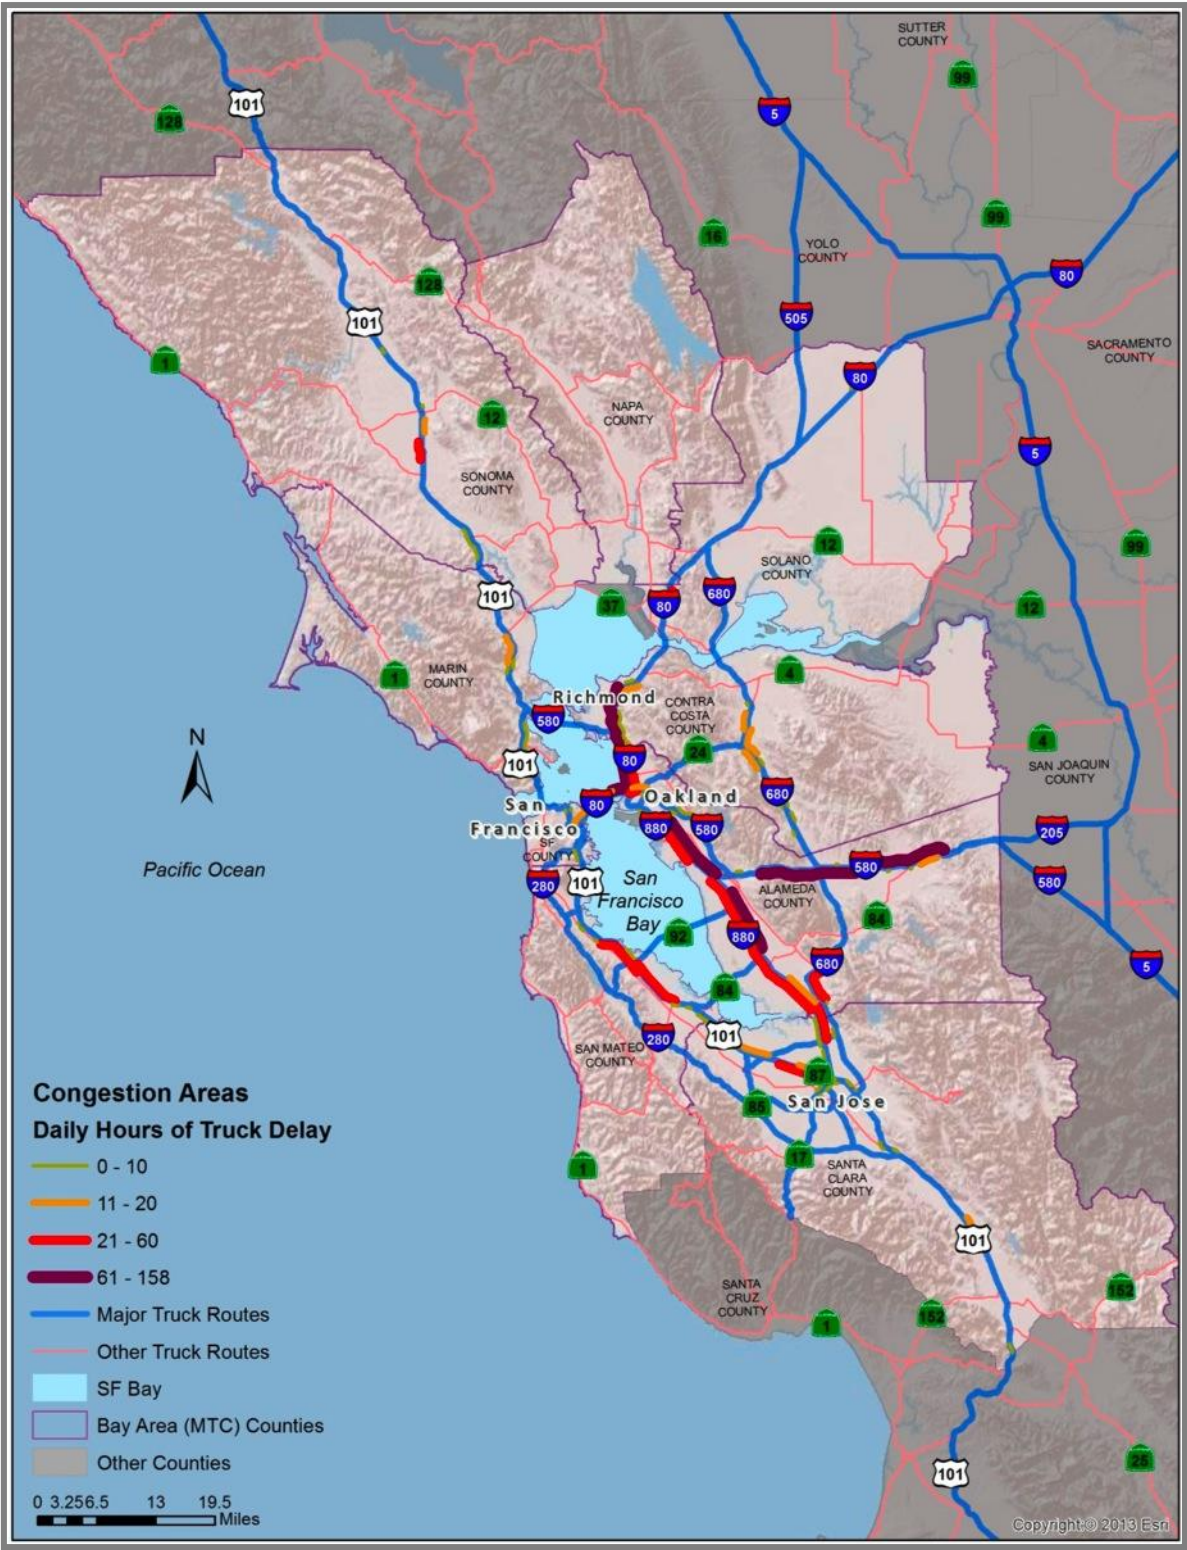 SUTTER
COUNTY
99
5
101
128
99
16
YOLO
COUNTY
80
128
505
101
SACRAMENTO
COUNTY
1
80
NAPA
COUNTY
12
5
SONOMA
COUNTY
12
99
SOLANO
COUNTY
680
101
37
80
12
4
1
MARIN
COUNTY
Richmond
CONTRA
COSTA
COUNTY
580
N
24
4
101
80
SAN JOAQUIN
COUNTY
680
San
Francisco
80
Oakland
SF
COUNTY
880
580
205
Pacific Ocean
580
280
101
San
Francisco
Bay
ALAMEDA
COUNTY
580
84
92
880
680
5
84
280
101
SAN MATEO
COUNTY
87
San Jose
85
17
1
SANTA
CLARA
COUNTY
101
SANTA
CRUZ
COUNTY
1
152
152
101
25
Congestion Areas
Daily Hours of Truck Delay
0 - 10
11 - 20
21 - 60
61 - 158
Major Truck Routes
Other Truck Routes
SF Bay
Bay Area (MTC) Counties
Other Counties
0 3.256.5 13 19.5
Miles
Copyright:© 2013 Esri